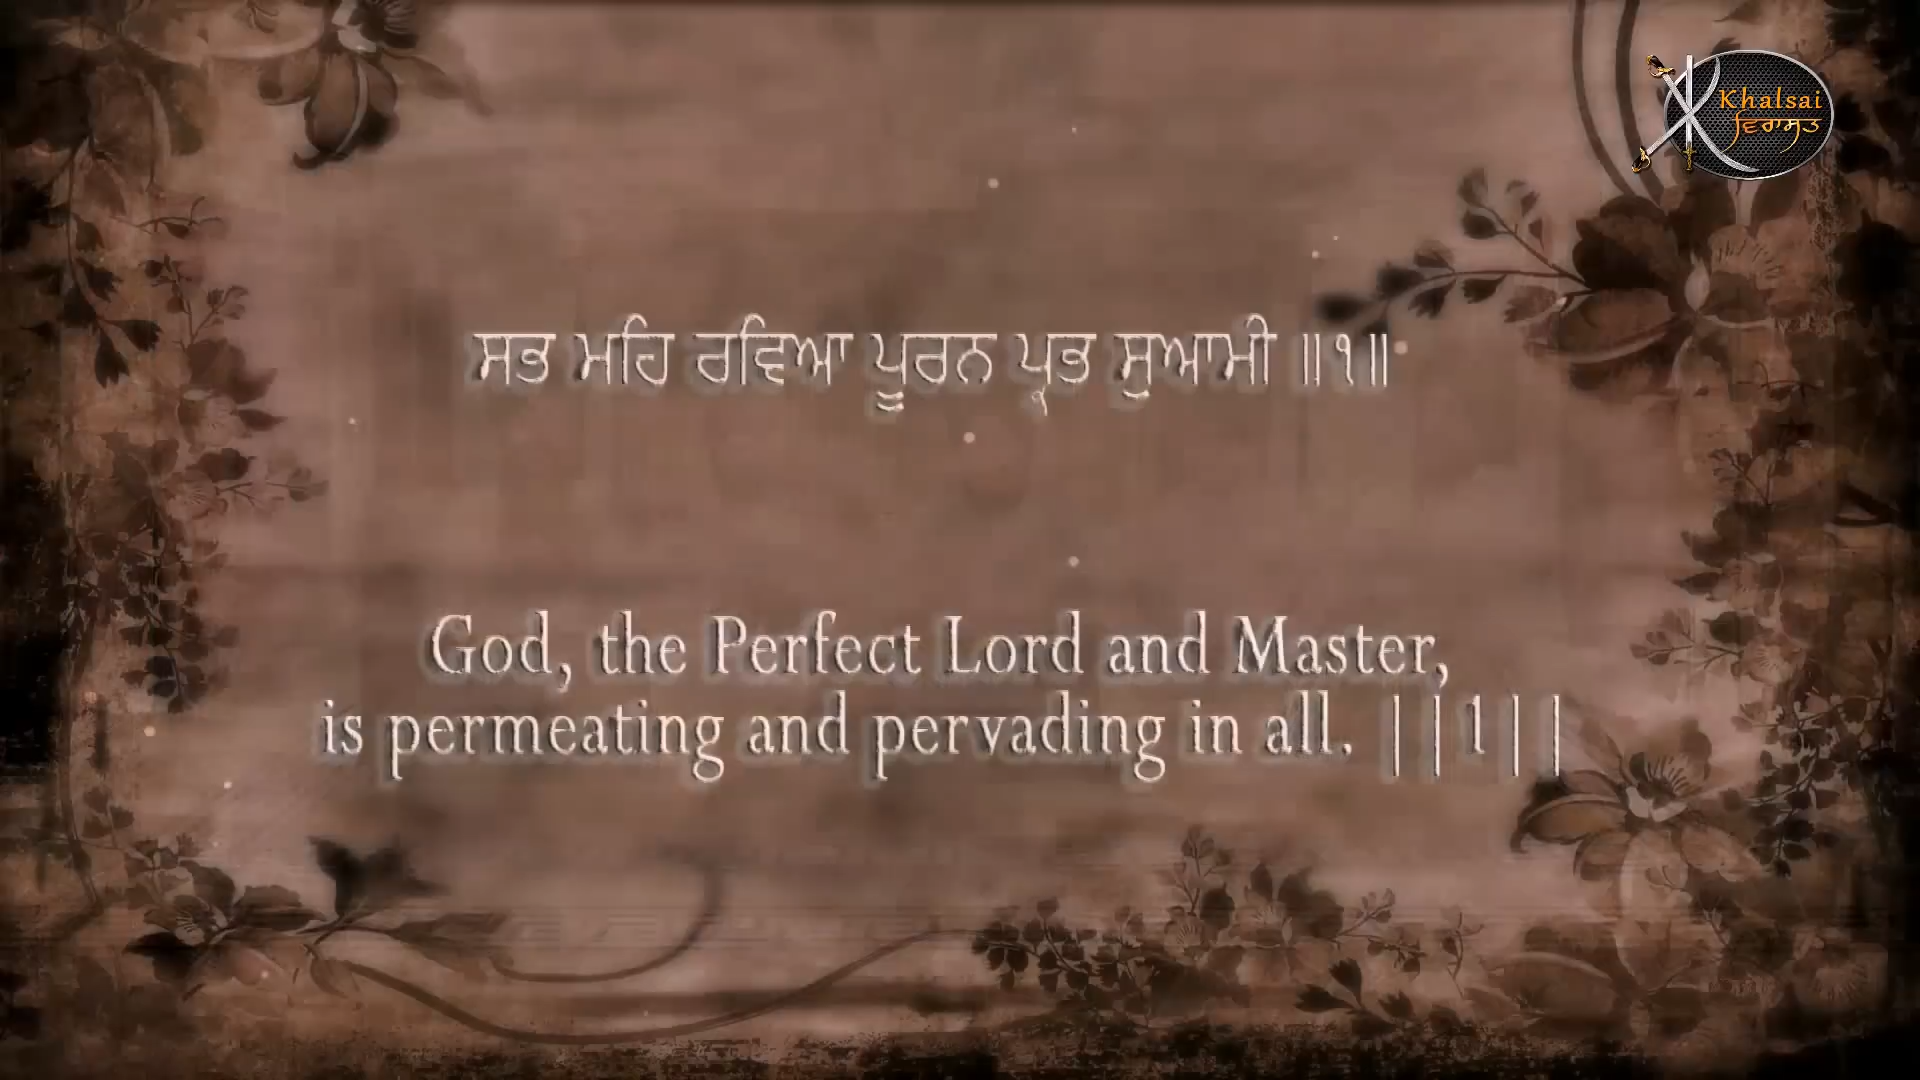 Khalsai
ਵਿਰਾਸਤ
ਸਭ ਮਹਿ ਰਵਿਆ ਪੂਰਨ ਪ੍ਰਭ ਸੁਆਮੀ ॥੧॥
God, the Perfect Lord and Master,
is permeating and pervading in all. ||1||